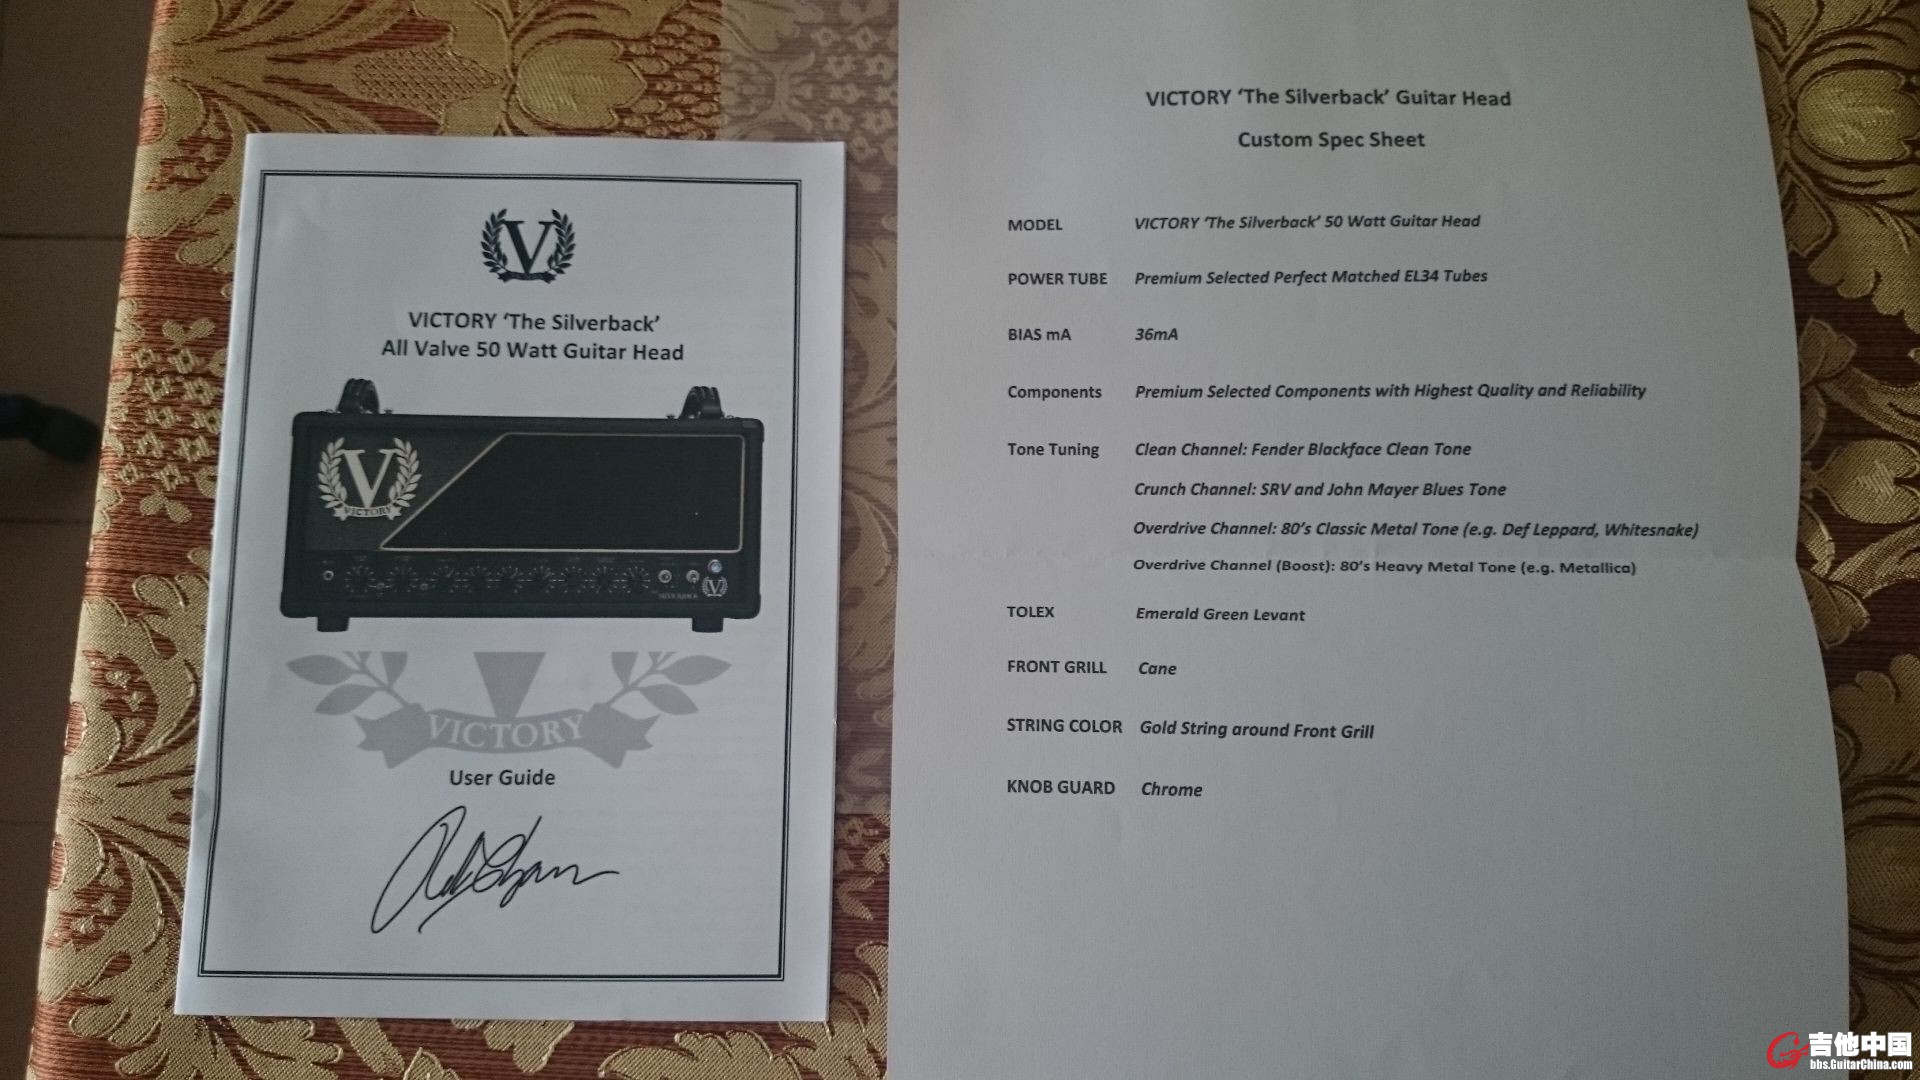 V
VICTORY 'The Silverback'
All Valve 50 Watt Guitar Head
V
VICTORY
SILVERBACK
V
VICTORY
User Guide
VICTORY 'The Silverback' Guitar Head
Custom Spec Sheet
MODEL VICTORY 'The Silverback' 50 Watt Guitar Head
POWER TUBE Premium Selected Perfect Matched EL34 Tubes
BIAS mA 36mA
Components Premium Selected Components with Highest Quality and Reliability
Tone Tuning Clean Channel: Fender Blackface Clean Tone
Crunch Channel: SRV and John Mayer Blues Tone
Overdrive Channel: 80's Classic Metal Tone (e.g. Def Leppard, Whitesnake)
Overdrive Channel (Boost): 80's Heavy Metal Tone (e.g. Metallica)
TOLEX Emerald Green Levant
FRONT GRILL Cane
STRING COLOR Gold String around Front Grill
KNOB GUARD Chrome
吉他中国
bbs.GuitarChina.com